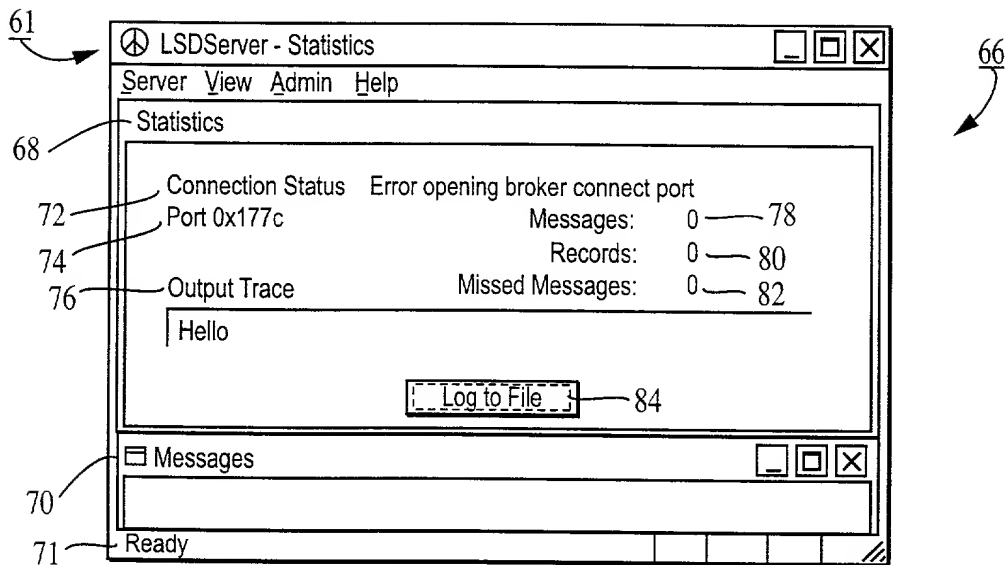 61
LSDServer - Statistics
66
Server View Admin Help
Statistics
68
Connection Status Error opening broker connect port
72
Port 0x177c Messages: 0 78
74
Records: 0 80
76
Output Trace Missed Messages: 0 82
Hello
Log to File 84
Messages
70
Ready
71